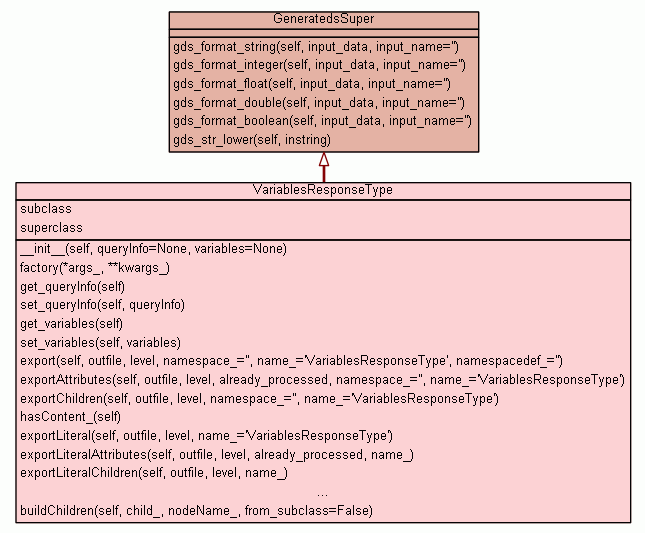 GeneratedsSuper
gds_format_string(self, input_data, input_name='')
gds_format_integer(self, input_data, input_name='')
gds_format_float(self, input_data, input_name='')
gds_format_double(self, input_data, input_name='')
gds_format_boolean(self, input_data, input_name='')
gds_str_lower(self, instring)
VariablesResponseType
subclass
superclass
__init__(self, queryInfo=None, variables=None)
factory(*args_, **kwargs_)
get_queryInfo(self)
set_queryInfo(self, queryInfo)
get_variables(self)
set_variables(self, variables)
export(self, outfile, level, namespace_='', name_='VariablesResponseType', namespacedef_='')
exportAttributes(self, outfile, level, already_processed, namespace_='', name_='VariablesResponseType')
exportChildren(self, outfile, level, namespace_='', name_='VariablesResponseType')
hasContent_(self)
exportLiteral(self, outfile, level, name_='VariablesResponseType')
exportLiteralAttributes(self, outfile, level, already_processed, name_)
exportLiteralChildren(self, outfile, level, name_)
...
buildChildren(self, child_, nodeName_, from_subclass=False)